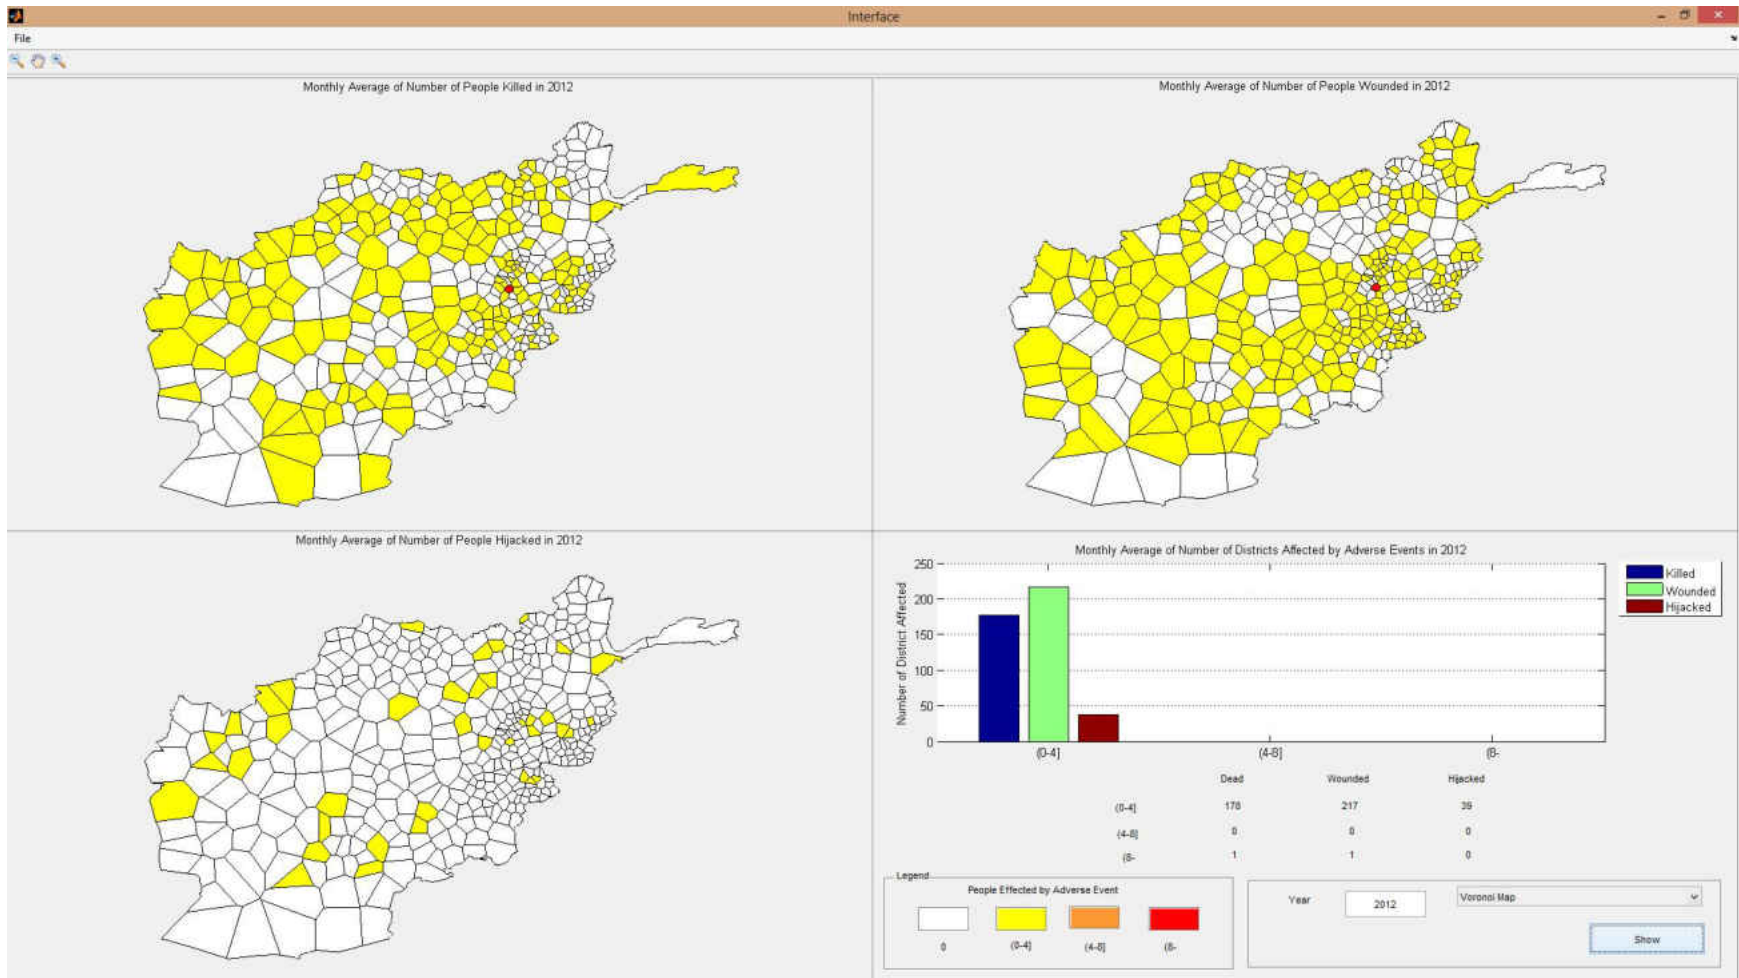 Interface
File
Monthly Average of Number of People Killed in 2012
Monthly Average of Number of People Wounded in 2012
Monthly Average of Number of People Hijacked in 2012
Monthly Average of Number of Districts Affected by Adverse Events in 2012
Number of District Affected
250
200
150
100
50
0
(0-4]
(4-8]
(8-
Killed
Wounded
Hijacked
Dead Wounded Hijacked
(0-4] 178 217 39
(4-8] 0 0 0
(8- 1 1 0
Legend
People Effected by Adverse Event
0 (0-4] (4-8] (8-
Year 2012 Voronoi Map
Show